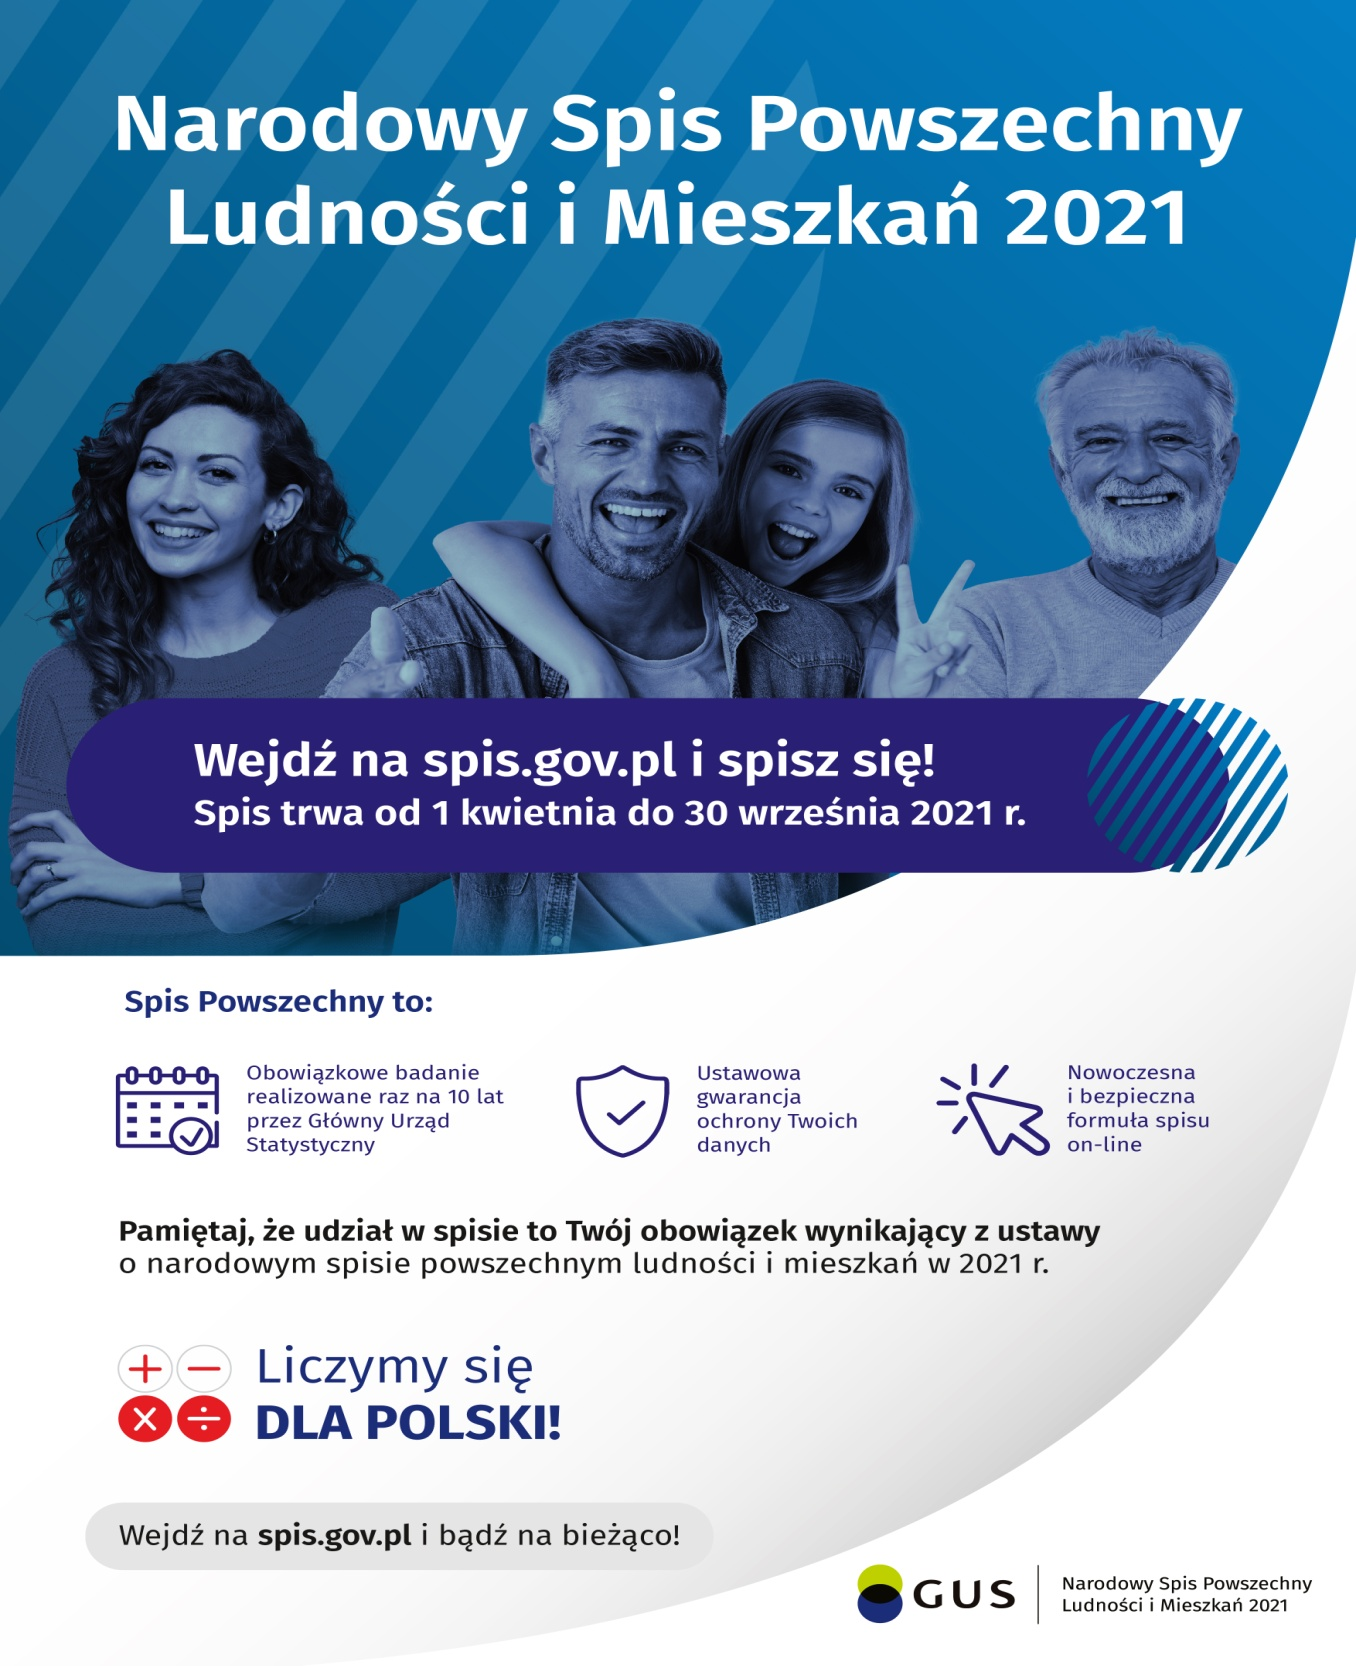 Narodowy Spis Powszechny
Ludności i Mieszkań 2021
Wejdź na spis.gov.pl i spisz się!
Spis trwa od 1 kwietnia do 30 września 2021 r.
Spis Powszechny to:
Obowiązkowe badanie
realizowane raz na 10 lat
przez Główny Urząd
Statystyczny
Ustawowa
gwarancja
ochrony Twoich
danych
Nowoczesna
i bezpieczna
formuła spisu
on-line
Pamiętaj, że udział w spisie to Twój obowiązek wynikający z ustawy
o narodowym spisie powszechnym ludności i mieszkań w 2021 r.
Liczymy się
DLA POLSKI!
Wejdź na spis.gov.pl i bądź na bieżąco!
GUS
Narodowy Spis Powszechny
Ludności i Mieszkań 2021